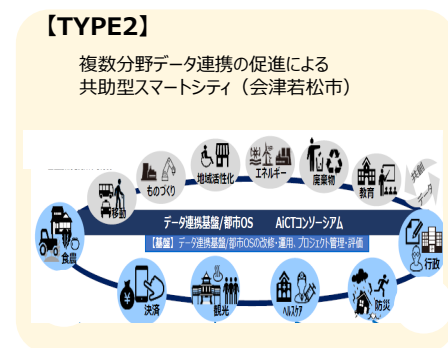 【TYPE2】
複数分野データ連携の促進による
共助型スマートシティ（会津若松市）
移動
ものづくり
地域活性化
エネルギー
廃棄物
教育
共創
データ
データ連携基盤/都市OS AiCTコンソーシアム
【基盤】データ連携基盤/都市OSの改修・運用、プロジェクト管理・評価
食農
行政
決済
観光
ヘルスケア
防災